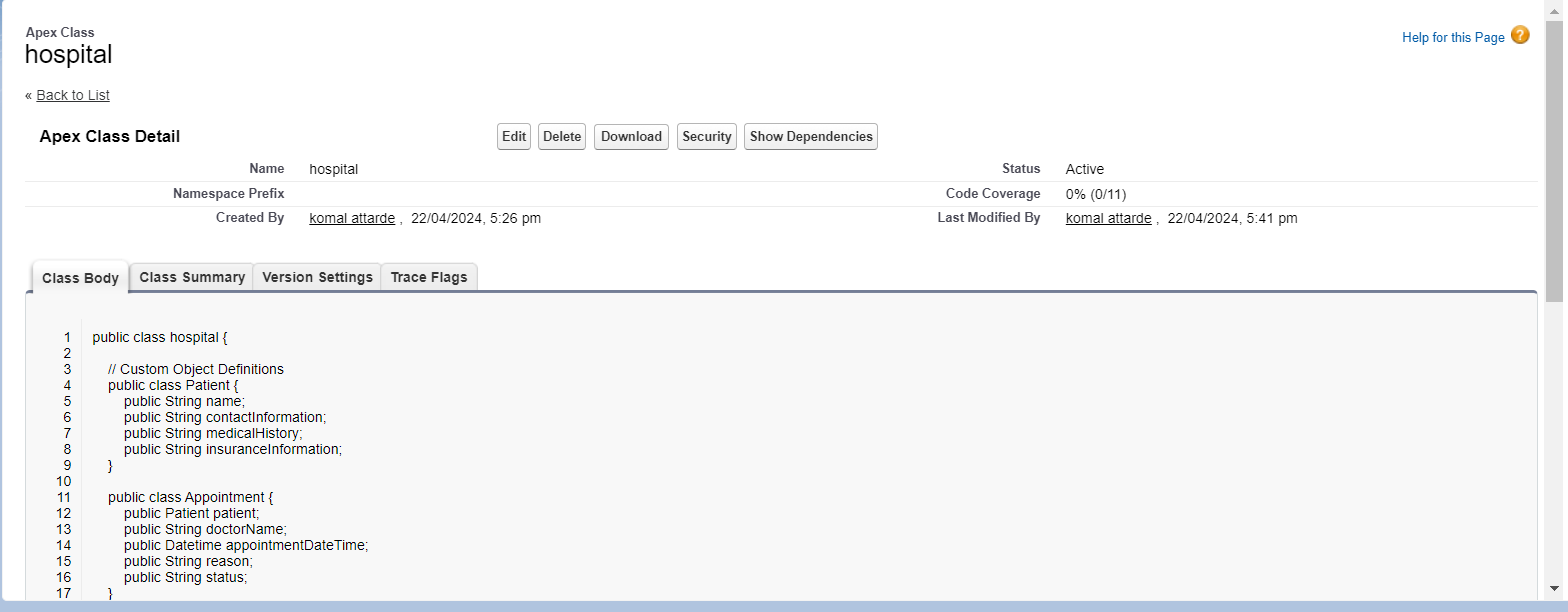 Apex Class
hospital
Help for this Page ?
« Back to List
Apex Class Detail Edit Delete Download Security Show Dependencies
Name hospital Status Active
Namespace Prefix Code Coverage 0% (0/11)
Created By komal attarde , 22/04/2024, 5:26 pm Last Modified By komal attarde , 22/04/2024, 5:41 pm
Class Body Class Summary Version Settings Trace Flags
1 public class hospital {
2
3 // Custom Object Definitions
4 public class Patient {
5 public String name;
6 public String contactInformation;
7 public String medicalHistory;
8 public String insuranceInformation;
9 }
10
11 public class Appointment {
12 public Patient patient;
13 public String doctorName;
14 public Datetime appointmentDateTime;
15 public String reason;
16 public String status;
17 }